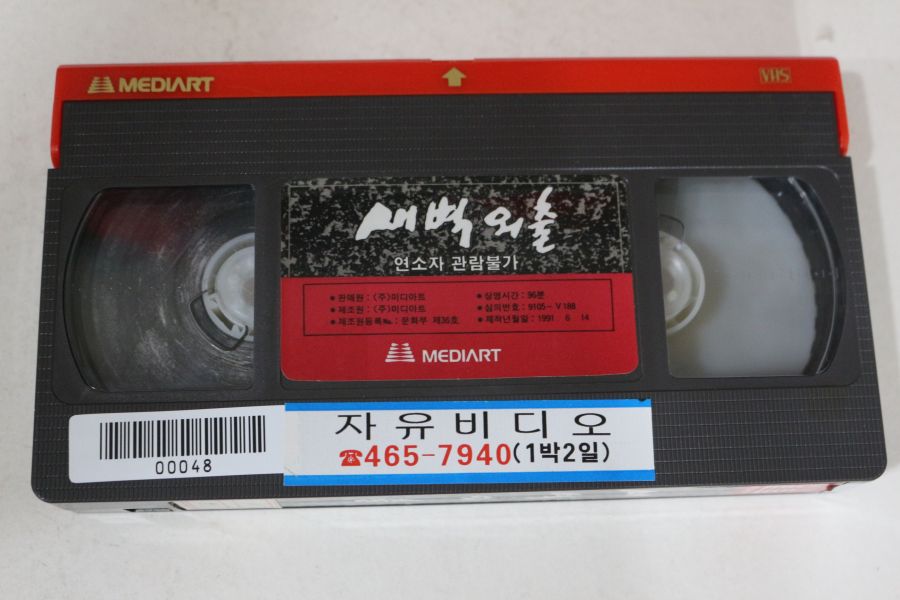 MEDIART
VHS
새벽 외출
연소자 관람불가
● 판매원 : (주)미디아트
● 상영시간 : 96분
● 제조원 : (주)미디아트
● 심의번호 : 9105-V188
● 제조원등록No. : 문화부 제36호
● 제작년월일 : 1991 6 14
MEDIART
00048
자유비디오
☎465-7940(1박2일)